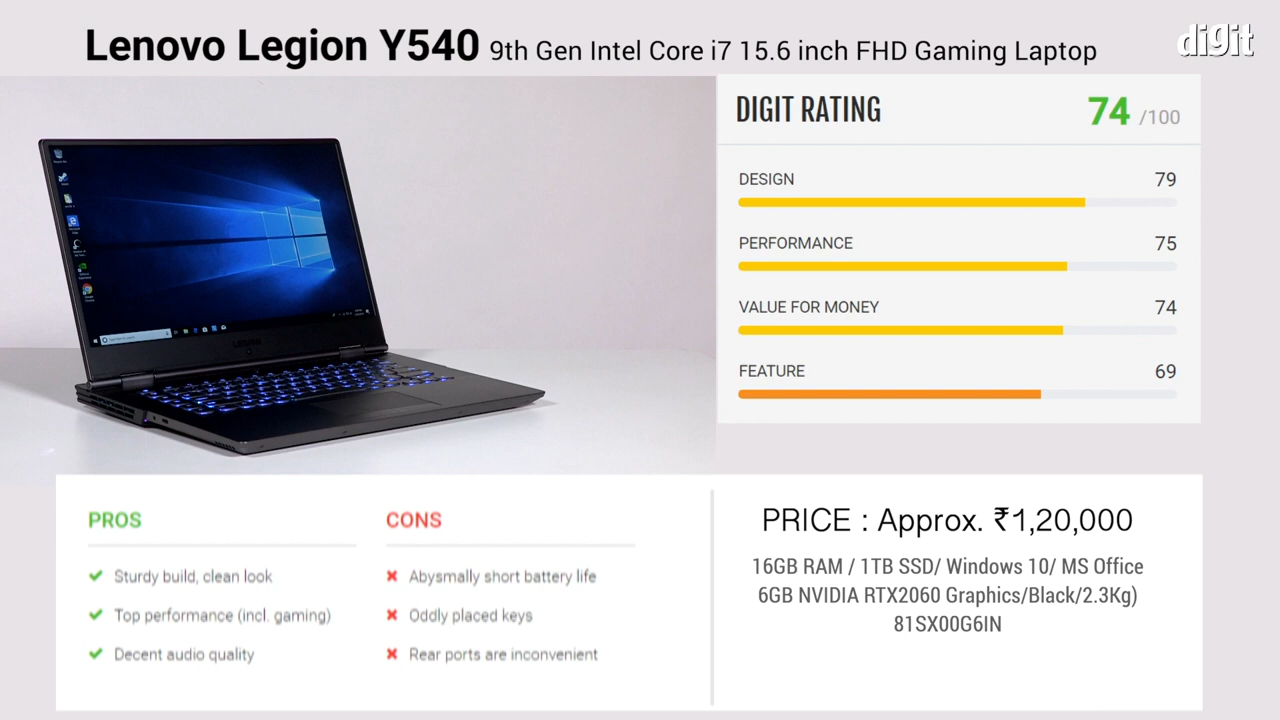 Lenovo Legion Y540 9th Gen Intel Core i7 15.6 inch FHD Gaming Laptop
digit
DIGIT RATING 74 /100
DESIGN 79
PERFORMANCE 75
VALUE FOR MONEY 74
FEATURE 69
LEGION
PROS
Sturdy build, clean look
Top performance (incl. gaming)
Decent audio quality
CONS
Abysmally short battery life
Oddly placed keys
Rear ports are inconvenient
PRICE : Approx. ₹1,20,000
16GB RAM / 1TB SSD/ Windows 10/ MS Office
6GB NVIDIA RTX2060 Graphics/Black/2.3Kg)
81SX00G6IN